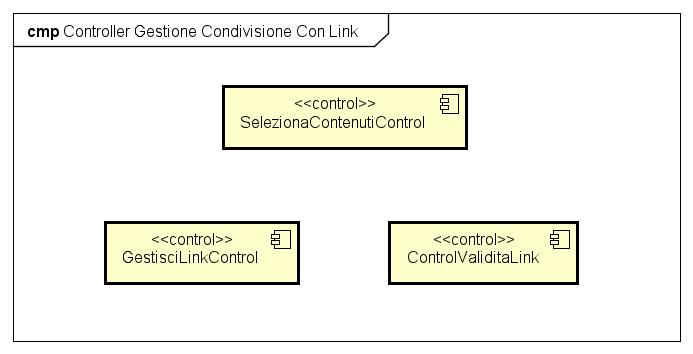 cmp Controller Gestione Condivisione Con Link
<<control>>
SelezionaContenutiControl
<<control>>
GestisciLinkControl
<<control>>
ControlValiditaLink